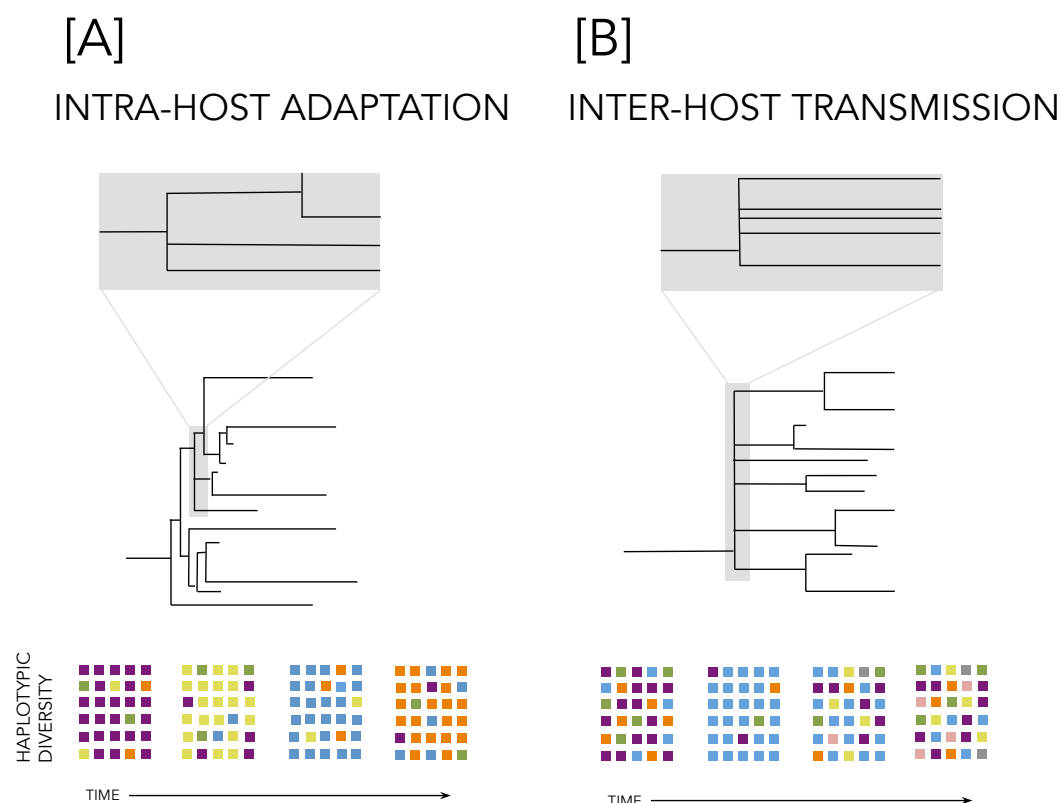 [A]
INTRA-HOST ADAPTATION
[B]
INTER-HOST TRANSMISSION
HAPLOTYPIC
DIVERSITY
TIME
TIME